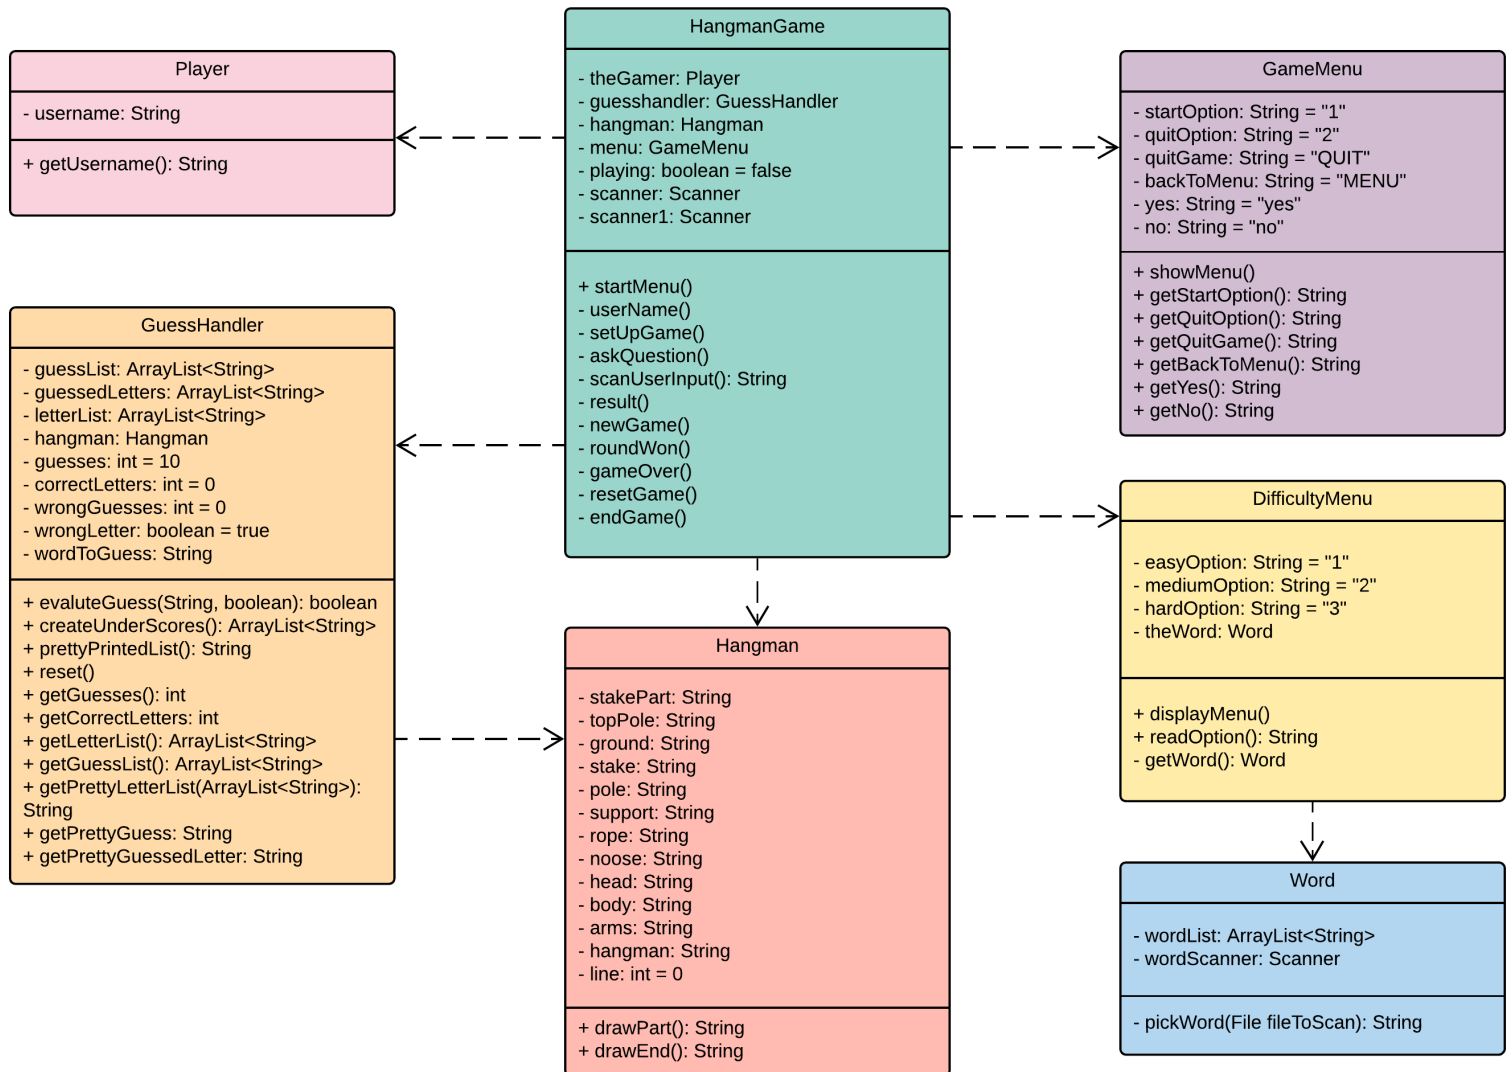 Player
- username: String
+ getUsername(): String
HangmanGame
- theGamer: Player
- guesshandler: GuessHandler
- hangman: Hangman
- menu: GameMenu
- playing: boolean = false
- scanner: Scanner
- scanner1: Scanner
+ startMenu()
- userName()
- setUpGame()
- askQuestion()
- scanUserInput(): String
- result()
- newGame()
- roundWon()
- gameOver()
- resetGame()
- endGame()
GameMenu
- startOption: String = "1"
- quitOption: String = "2"
- quitGame: String = "QUIT"
- backToMenu: String = "MENU"
- yes: String = "yes"
- no: String = "no"
+ showMenu()
+ getStartOption(): String
+ getQuitOption(): String
+ getQuitGame(): String
+ getBackToMenu(): String
+ getYes(): String
+ getNo(): String
GuessHandler
- guessList: ArrayList<String>
- guessedLetters: ArrayList<String>
- letterList: ArrayList<String>
- hangman: Hangman
- guesses: int = 10
- correctLetters: int = 0
- wrongGuesses: int = 0
- wrongLetter: boolean = true
- wordToGuess: String
+ evaluteGuess(String, boolean): boolean
+ createUnderScores(): ArrayList<String>
+ prettyPrintedList(): String
+ reset()
+ getGuesses(): int
+ getCorrectLetters: int
+ getLetterList(): ArrayList<String>
+ getGuessList(): ArrayList<String>
+ getPrettyLetterList(ArrayList<String>):
String
+ getPrettyGuess: String
+ getPrettyGuessedLetter: String
Hangman
- stakePart: String
- topPole: String
- ground: String
- stake: String
- pole: String
- support: String
- rope: String
- noose: String
- head: String
- body: String
- arms: String
- hangman: String
- line: int = 0
+ drawPart(): String
+ drawEnd(): String
DifficultyMenu
- easyOption: String = "1"
- mediumOption: String = "2"
- hardOption: String = "3"
- theWord: Word
+ displayMenu()
+ readOption(): String
- getWord(): Word
Word
- wordList: ArrayList<String>
- wordScanner: Scanner
- pickWord(File fileToScan): String